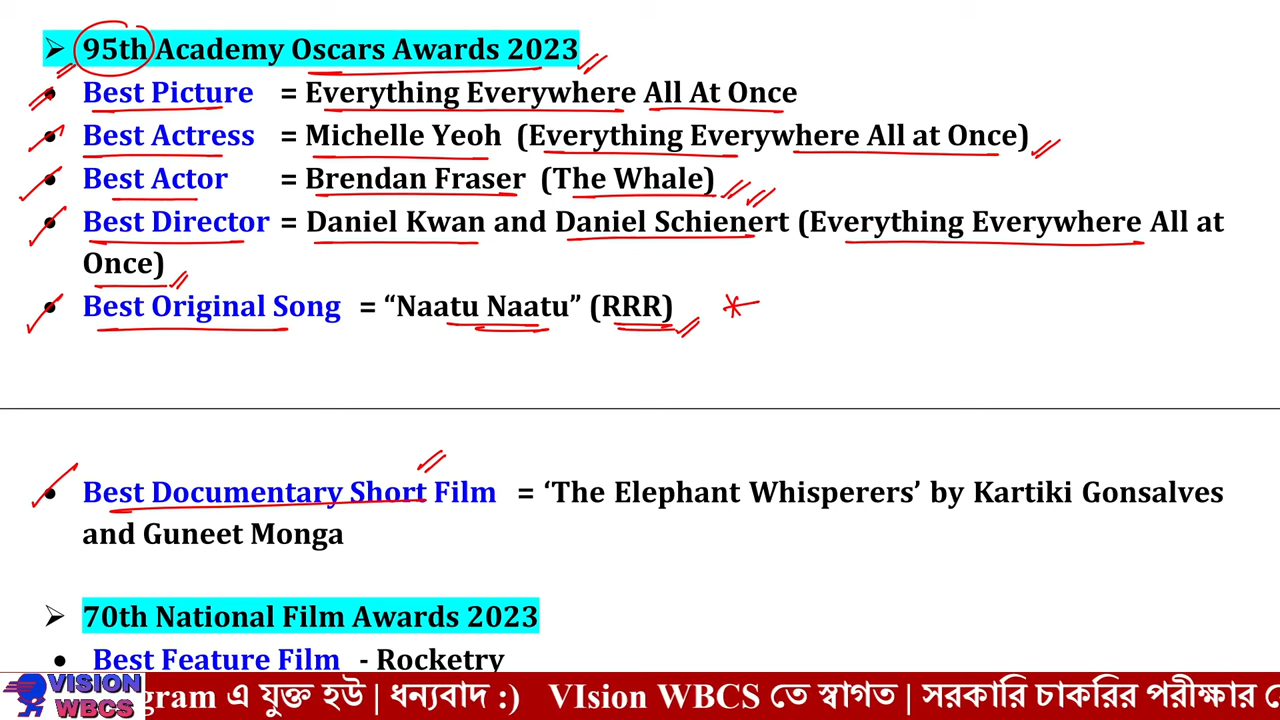 ➢ 95th Academy Oscars Awards 2023
• Best Picture = Everything Everywhere All At Once
• Best Actress = Michelle Yeoh (Everything Everywhere All at Once)
• Best Actor = Brendan Fraser (The Whale)
• Best Director = Daniel Kwan and Daniel Schienert (Everything Everywhere All at
Once)
• Best Original Song = “Naatu Naatu” (RRR)
• Best Documentary Short Film = ‘The Elephant Whisperers’ by Kartiki Gonsalves
and Guneet Monga
➢ 70th National Film Awards 2023
• Best Feature Film - Rocketry
VISION
WBCS
gram এ যুক্ত হউ | ধন্যবাদ :) VIsion WBCS তে স্বাগত | সরকারি চাকরির পরীক্ষার